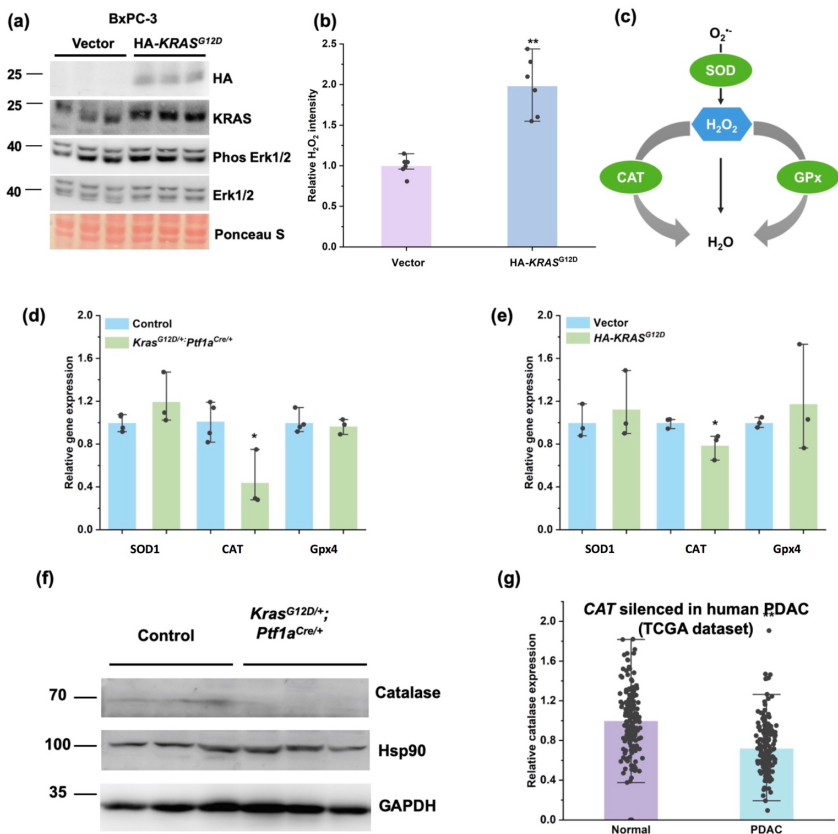 (a)
BxPC-3
Vector HA-KRASG12D
25 HA
25 KRAS
40 Phos Erk1/2
40 Erk1/2
Ponceau S
(b)
Relative H2O2 intensity
2.5
2.0
1.5
1.0
0.5
0.0
**
Vector HA-KRASG12D
(c)
O2•-
SOD
H2O2
CAT GPx
H2O
(d)
Relative gene expression
2.0
1.6
1.2
0.8
0.4
0.0
Control
KrasG12D/+;Ptf1aCre/+
*
SOD1 CAT Gpx4
(e)
Relative gene expression
2.0
1.6
1.2
0.8
0.4
0.0
Vector
HA-KRASG12D
*
SOD1 CAT Gpx4
(f)
Control KrasG12D/+;
Ptf1aCre/+
70 Catalase
100 Hsp90
35 GAPDH
(g)
CAT silenced in human PDAC
(TCGA dataset)
**
Relative catalase expression
2.0
1.6
1.2
0.8
0.4
0.0
Normal PDAC